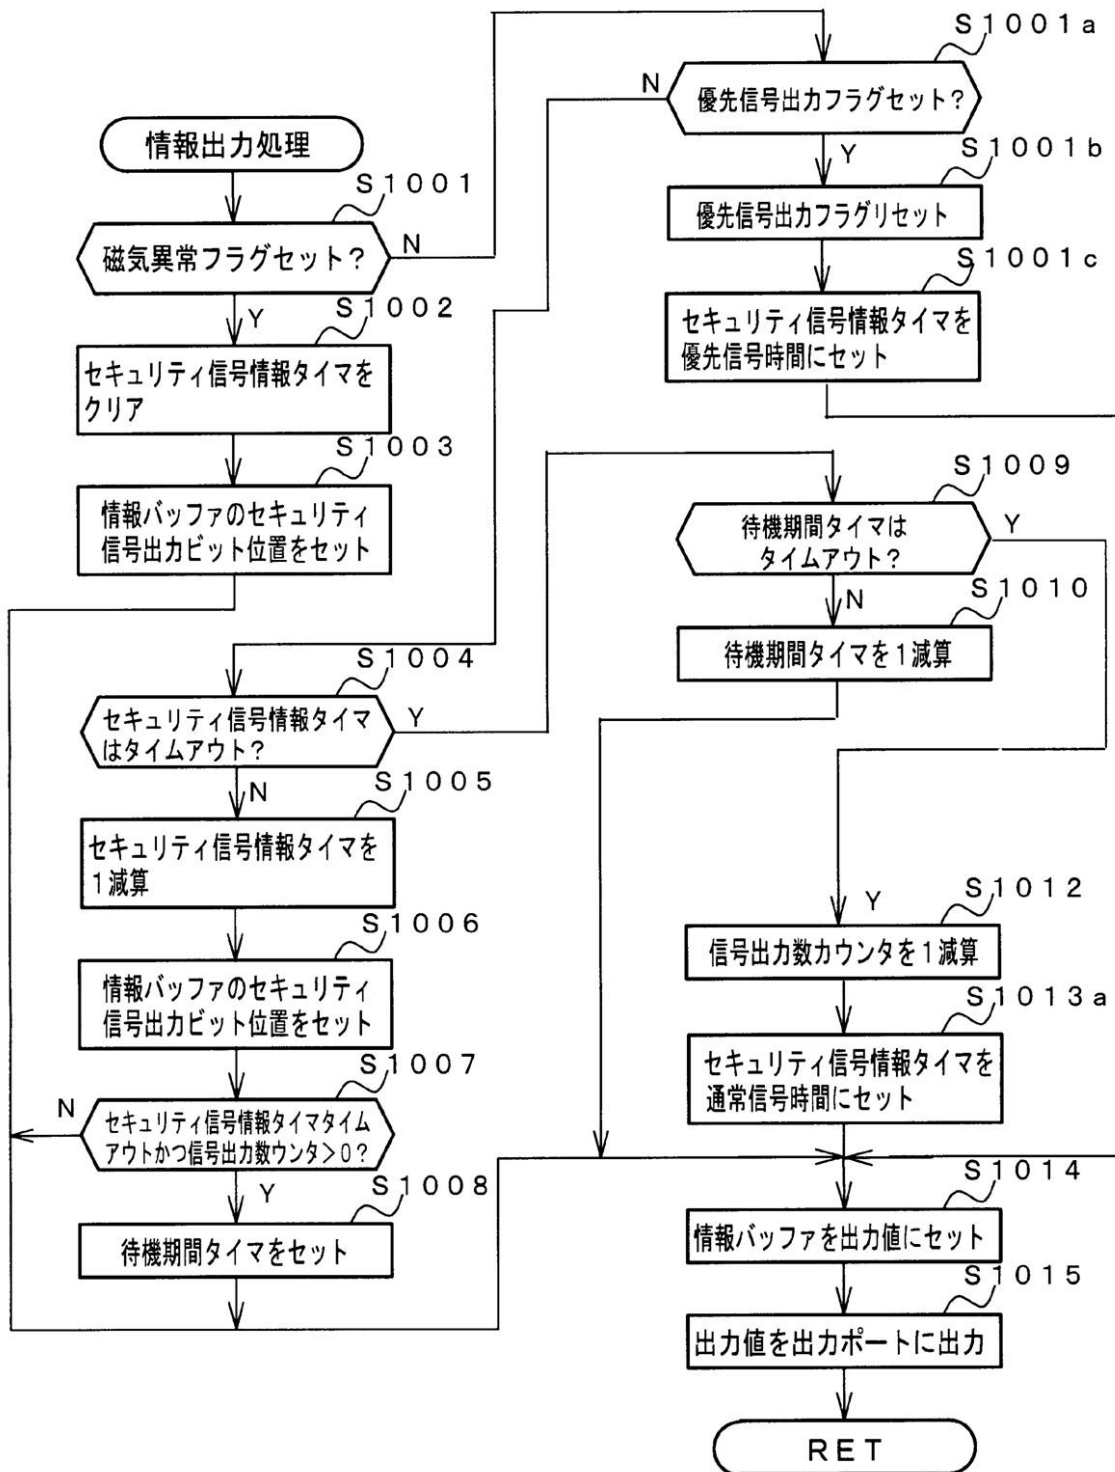 情報出力処理
S1001
磁気異常フラグセット?
N
Y
S1002
セキュリティ信号情報タイマを
クリア
S1003
情報バッファのセキュリティ
信号出力ビット位置をセット
S1004
セキュリティ信号情報タイマ
はタイムアウト?
Y
N
S1005
セキュリティ信号情報タイマを
1減算
S1006
情報バッファのセキュリティ
信号出力ビット位置をセット
S1007
N
セキュリティ信号情報タイマタイム
アウトかつ信号出力数ウンタ>0?
Y
S1008
待機期間タイマをセット
S1001a
N
優先信号出力フラグセット?
Y
S1001b
優先信号出力フラグリセット
S1001c
セキュリティ信号情報タイマを
優先信号時間にセット
S1009
待機期間タイマは
タイムアウト?
Y
N
S1010
待機期間タイマを1減算
Y
S1012
信号出力数カウンタを1減算
S1013a
セキュリティ信号情報タイマを
通常信号時間にセット
S1014
情報バッファを出力値にセット
S1015
出力値を出力ポートに出力
RET